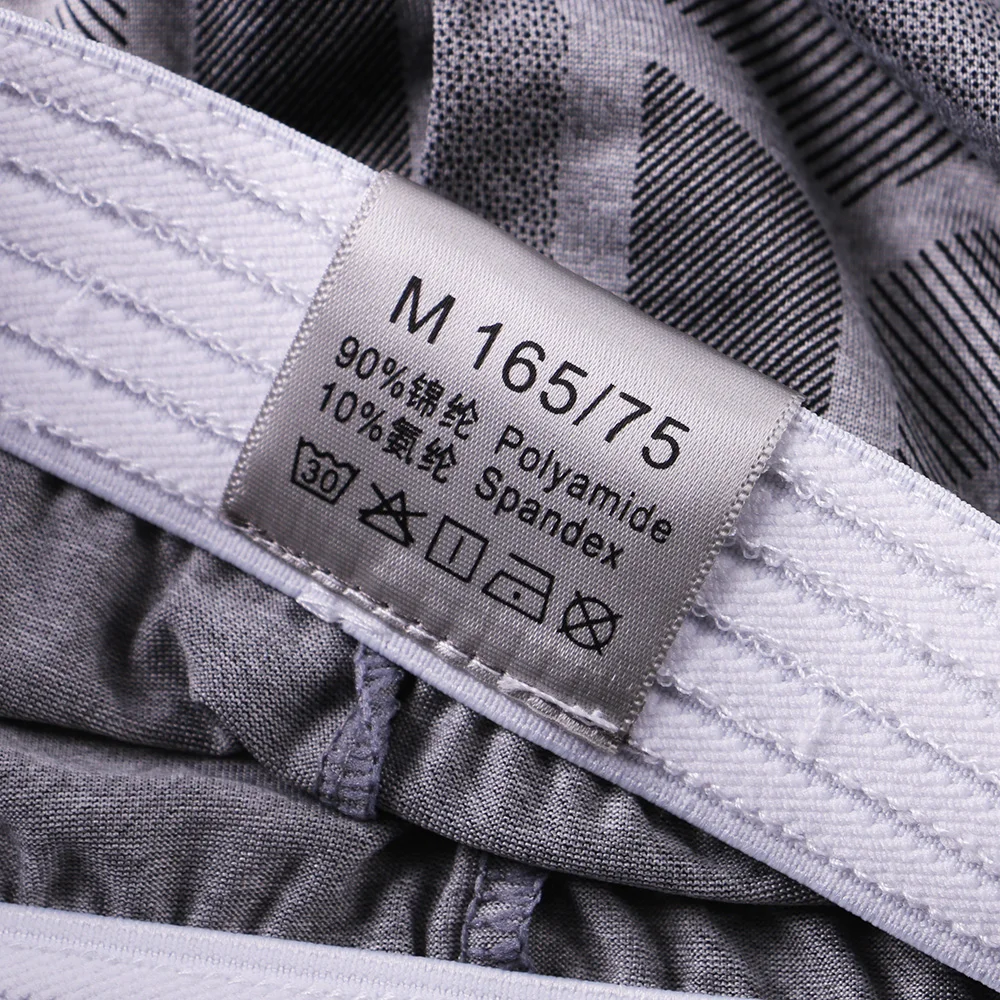 M 165/75
90%锦纶 Polyamide
10%氨纶 Spandex
30